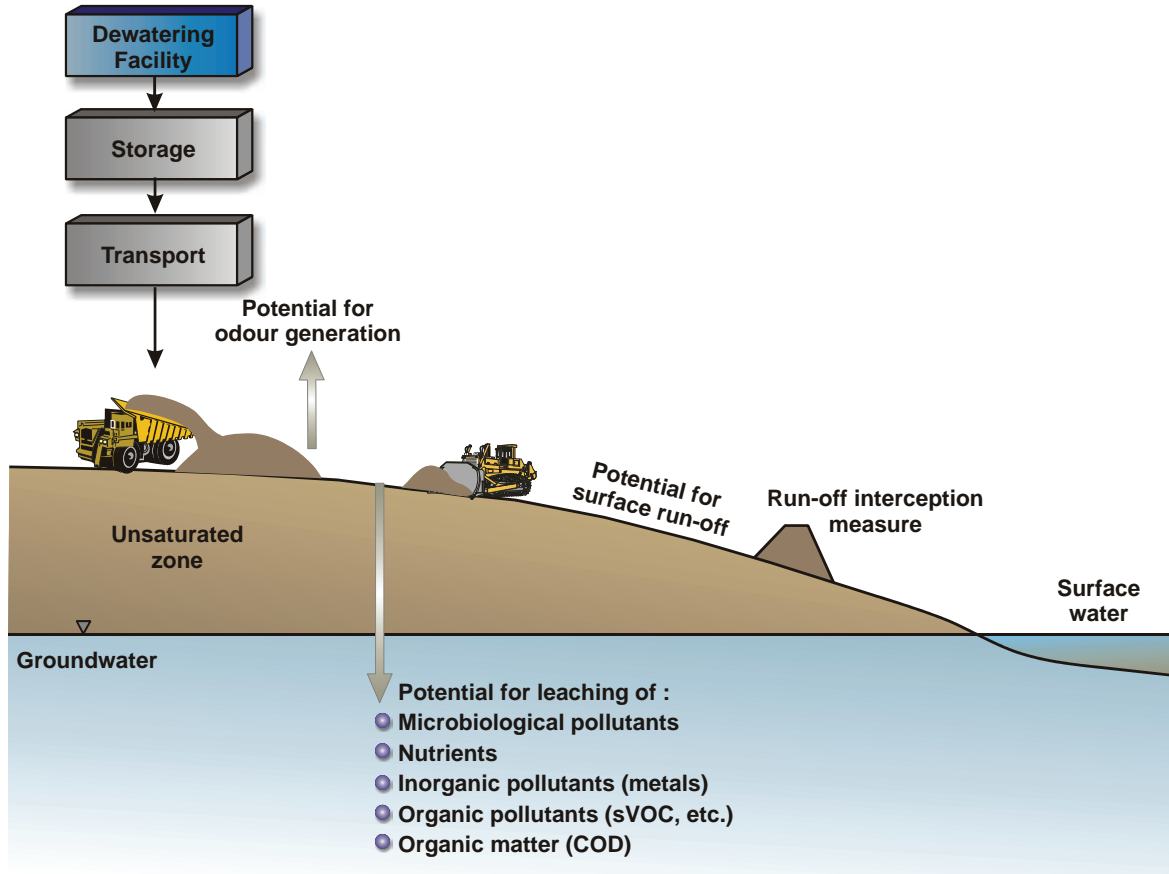 Dewatering
Facility
Storage
Transport
Potential for
odour generation
Potential for
surface run-off
Run-off interception
measure
Unsaturated
zone
Surface
water
Groundwater
Potential for leaching of :
Microbiological pollutants
Nutrients
Inorganic pollutants (metals)
Organic pollutants (sVOC, etc.)
Organic matter (COD)